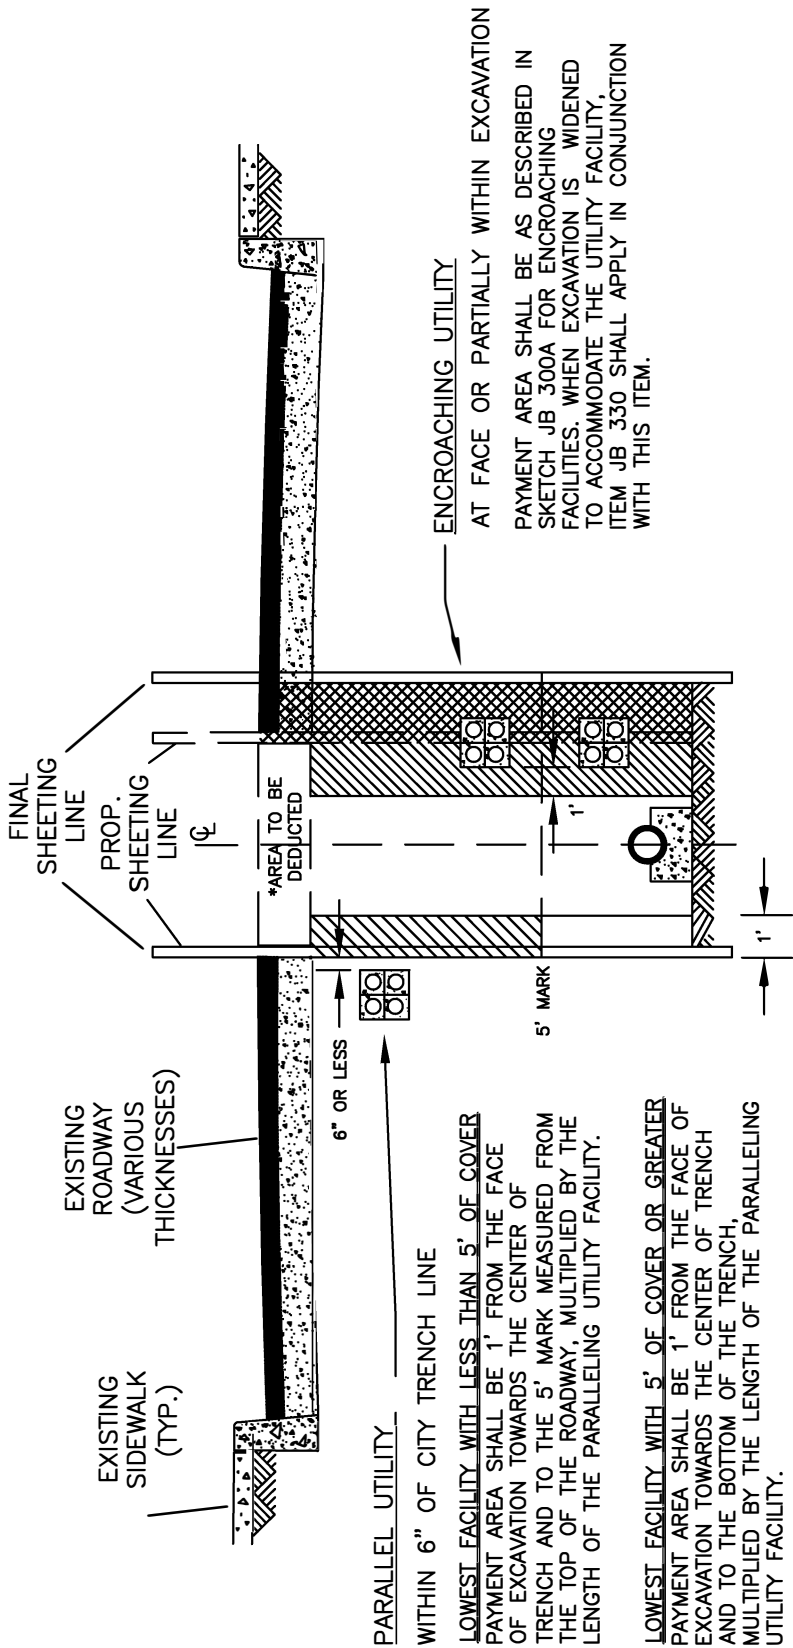 EXISTING
SIDEWALK
(TYP.)
EXISTING
ROADWAY
(VARIOUS
THICKNESSES)
FINAL
SHEETING
LINE
PROP.
SHEETING
LINE
℄
*AREA TO BE
DEDUCTED
6" OR LESS
5' MARK
1'
1'
PARALLEL UTILITY
WITHIN 6" OF CITY TRENCH LINE
LOWEST FACILITY WITH LESS THAN 5' OF COVER
PAYMENT AREA SHALL BE 1' FROM THE FACE
OF EXCAVATION TOWARDS THE CENTER OF
TRENCH AND TO THE 5' MARK MEASURED FROM
THE TOP OF THE ROADWAY, MULTIPLIED BY THE
LENGTH OF THE PARALLELING UTILITY FACILITY.
LOWEST FACILITY WITH 5' OF COVER OR GREATER
PAYMENT AREA SHALL BE 1' FROM THE FACE OF
EXCAVATION TOWARDS THE CENTER OF TRENCH
AND TO THE BOTTOM OF THE TRENCH,
MULTIPLIED BY THE LENGTH OF THE PARALLELING
UTILITY FACILITY.
ENCROACHING UTILITY
AT FACE OR PARTIALLY WITHIN EXCAVATION
PAYMENT AREA SHALL BE AS DESCRIBED IN
SKETCH JB 300A FOR ENCROACHING
FACILITIES. WHEN EXCAVATION IS WIDENED
TO ACCOMMODATE THE UTILITY FACILITY,
ITEM JB 330 SHALL APPLY IN CONJUNCTION
WITH THIS ITEM.